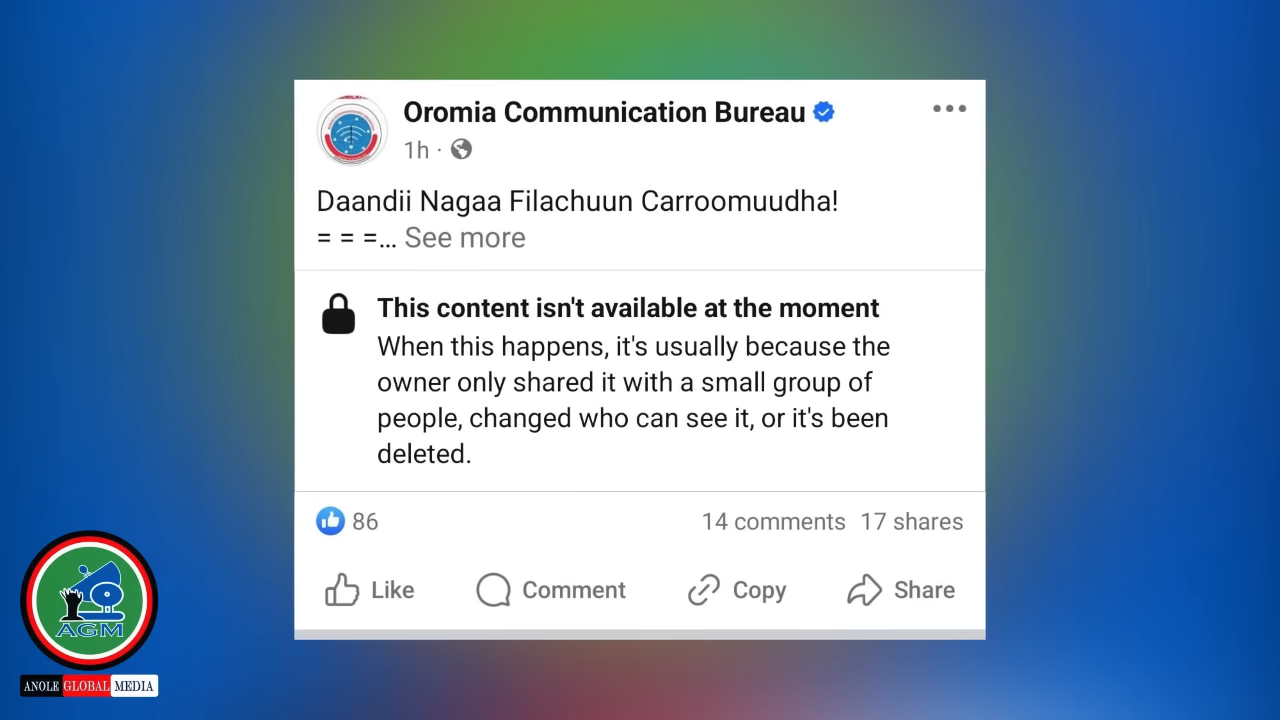 Oromia Communication Bureau
1h ·
Daandii Nagaa Filachuun Carroomuudha!
= = =... See more
This content isn't available at the moment
When this happens, it's usually because the
owner only shared it with a small group of
people, changed who can see it, or it's been
deleted.
86
14 comments 17 shares
Like Comment Copy Share
AGM
ANOLE GLOBAL MEDIA